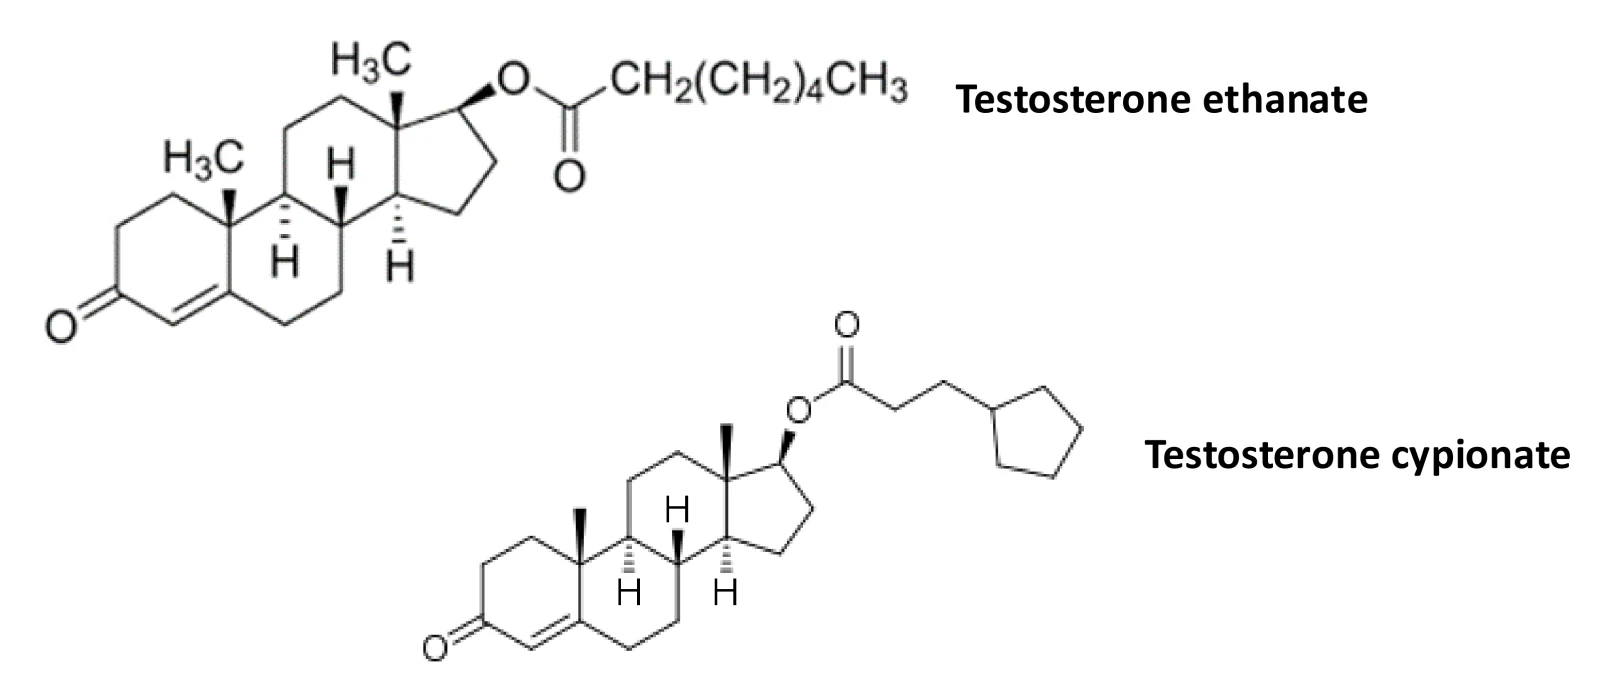 H₃C
O
CH₂(CH₂)₄CH₃
Testosterone ethanate
H₃C
H
O
H
H
O
O
O
Testosterone cypionate
H
H
H
O